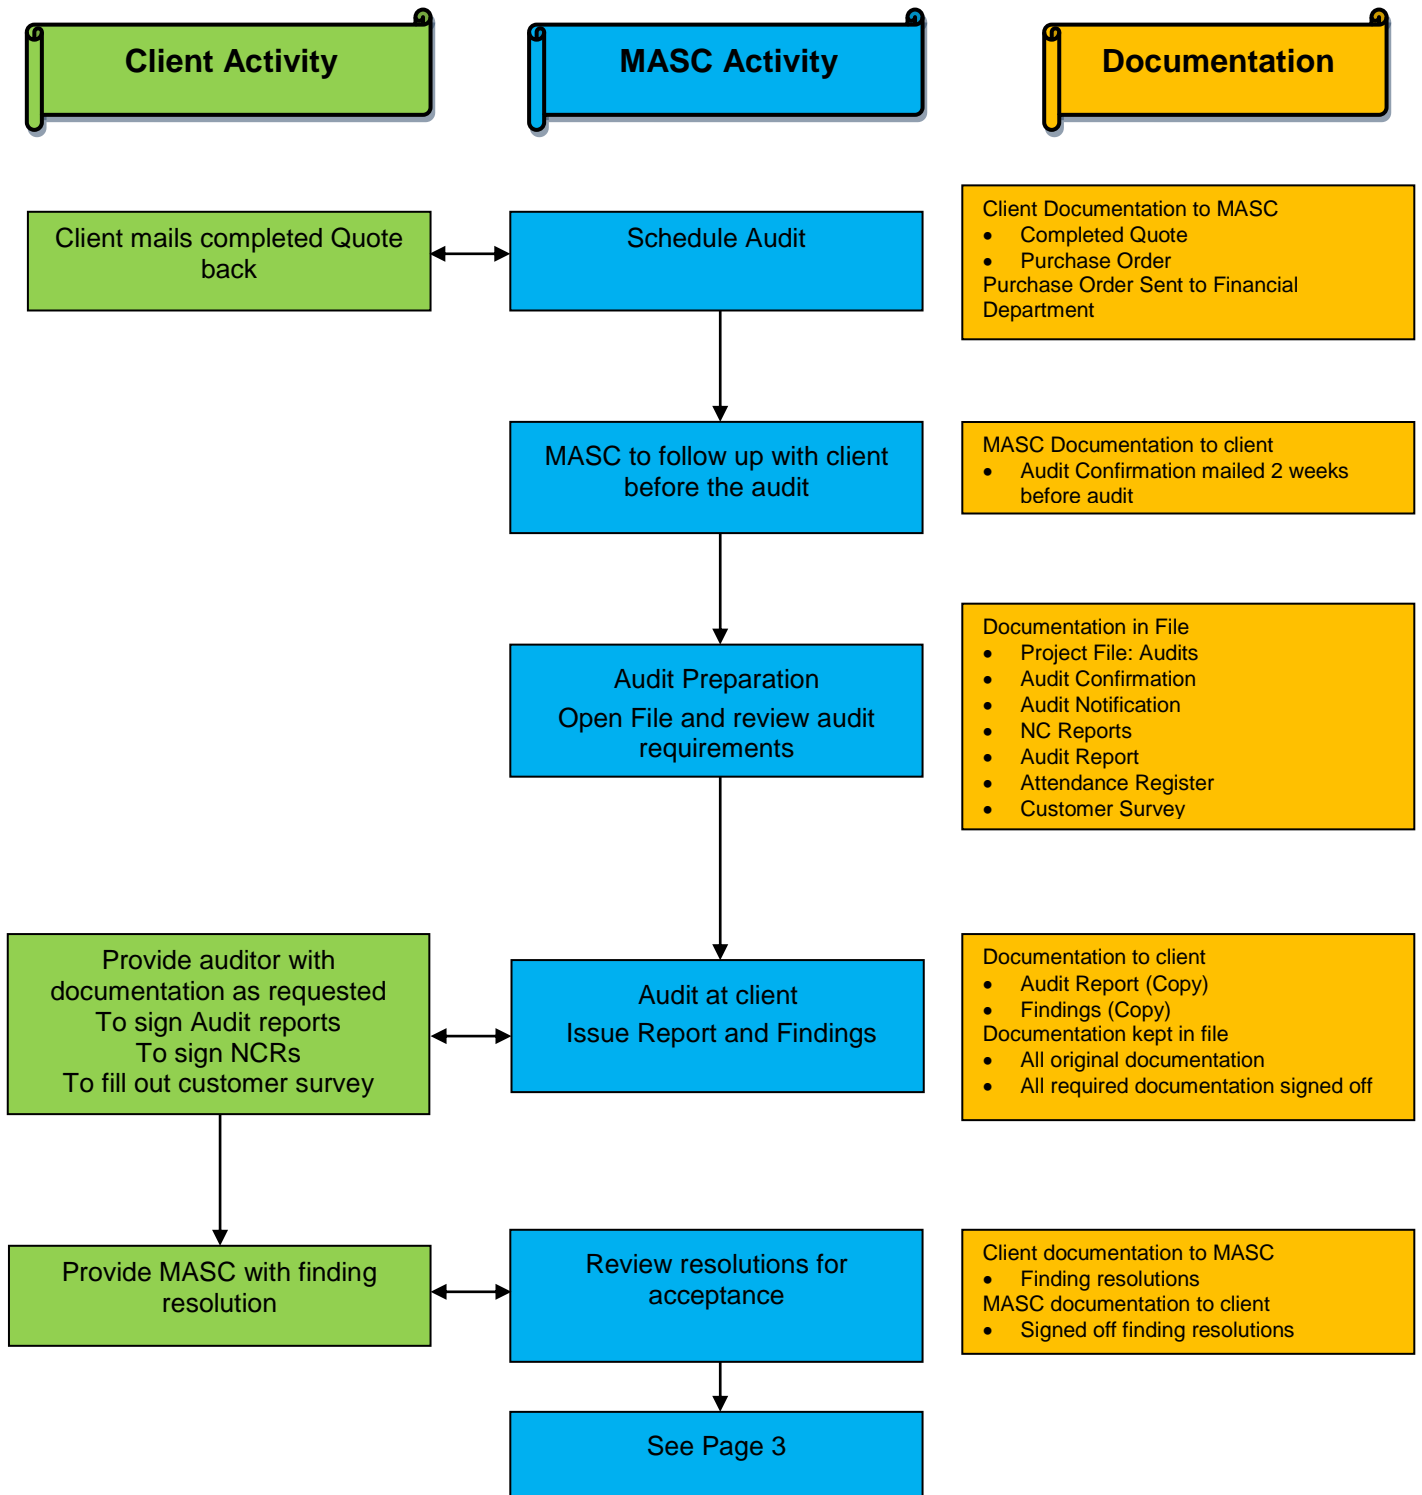 Client Activity
MASC Activity
Documentation
Client mails completed Quote
back
Schedule Audit
Client Documentation to MASC
• Completed Quote
• Purchase Order
Purchase Order Sent to Financial
Department
MASC to follow up with client
before the audit
MASC Documentation to client
• Audit Confirmation mailed 2 weeks
before audit
Audit Preparation
Open File and review audit
requirements
Documentation in File
• Project File: Audits
• Audit Confirmation
• Audit Notification
• NC Reports
• Audit Report
• Attendance Register
• Customer Survey
Provide auditor with
documentation as requested
To sign Audit reports
To sign NCRs
To fill out customer survey
Audit at client
Issue Report and Findings
Documentation to client
• Audit Report (Copy)
• Findings (Copy)
Documentation kept in file
• All original documentation
• All required documentation signed off
Provide MASC with finding
resolution
Review resolutions for
acceptance
Client documentation to MASC
• Finding resolutions
MASC documentation to client
• Signed off finding resolutions
See Page 3